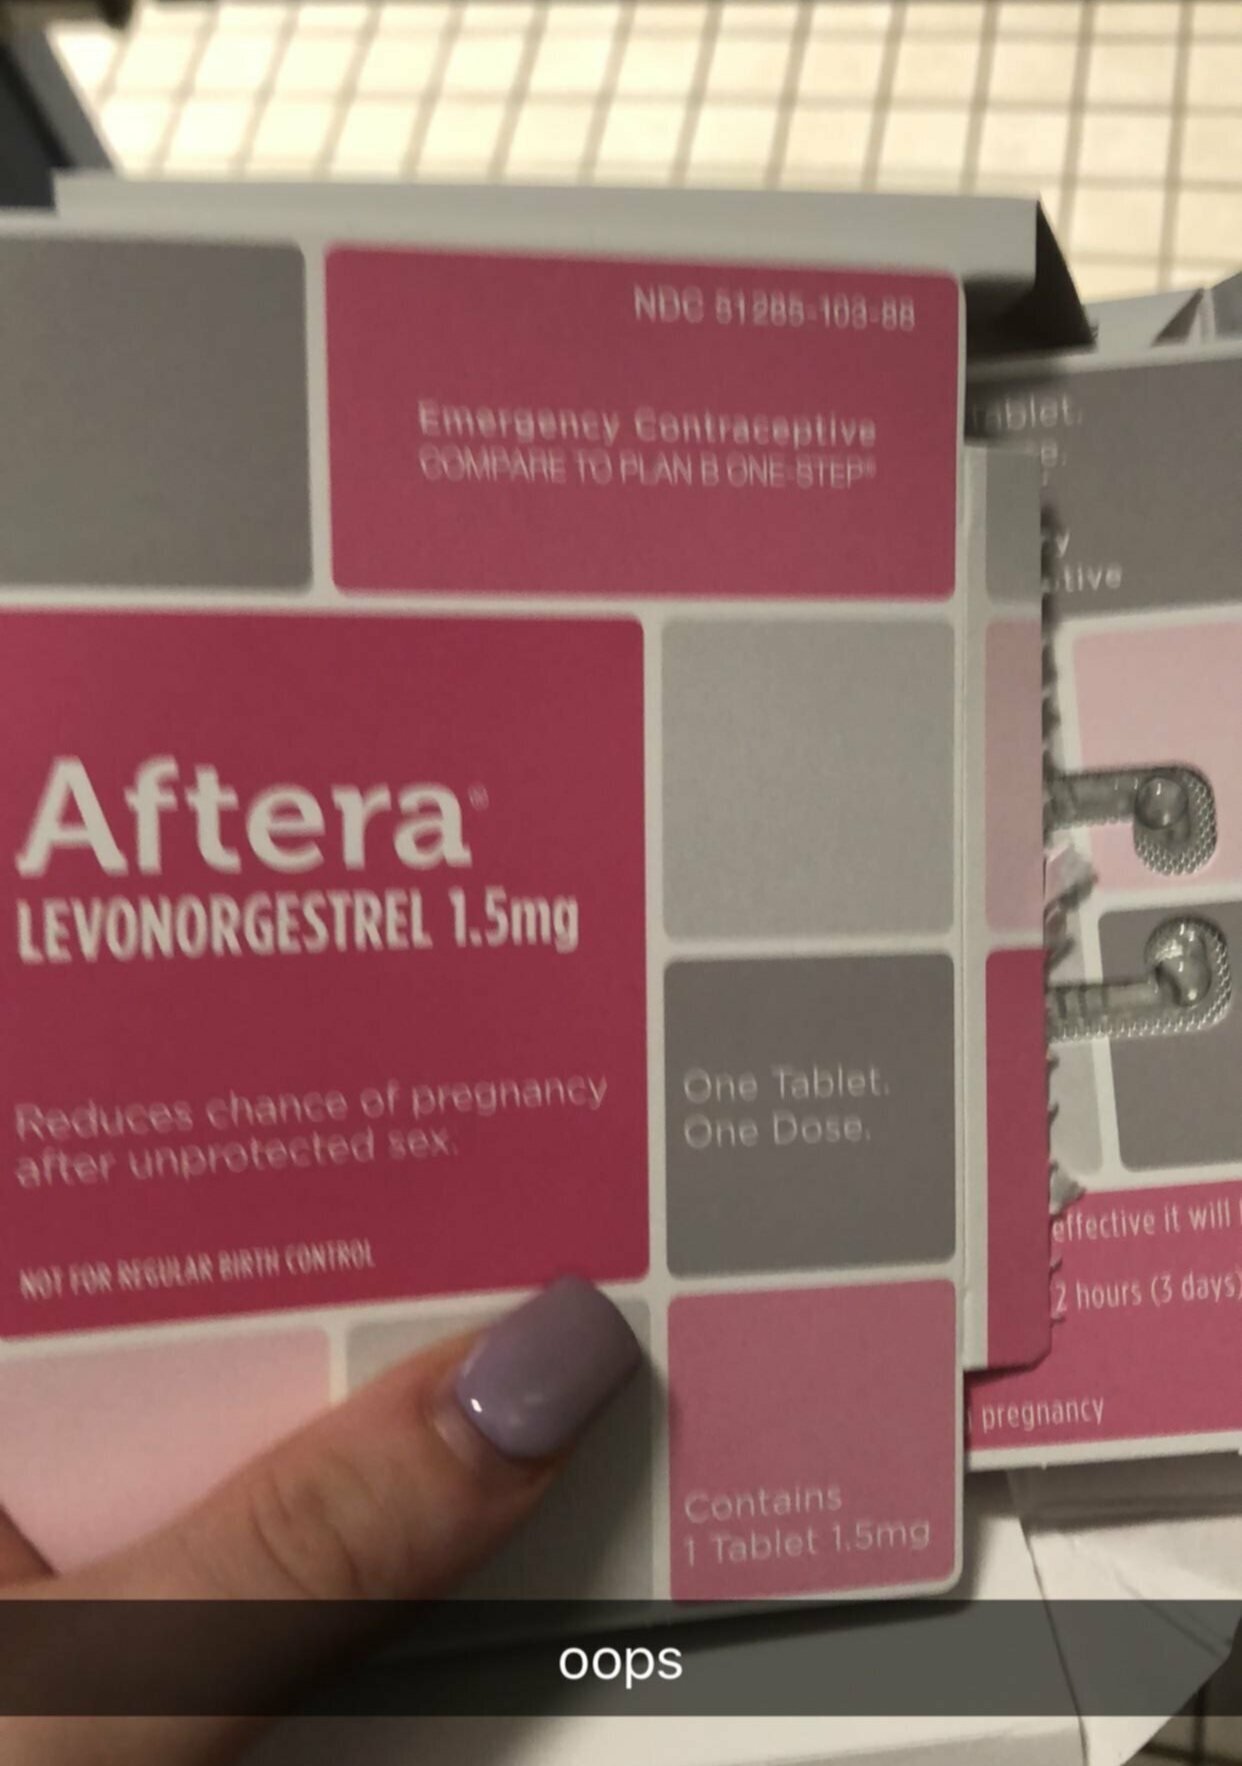 NDC 51285-103-88
Emergency Contraceptive
COMPARE TO PLAN B ONE-STEP®
Tablet.
tive
Aftera®
LEVONORGESTREL 1.5mg
One Tablet.
One Dose.
Reduces chance of pregnancy
after unprotected sex.
NOT FOR REGULAR BIRTH CONTROL
effective it will
2 hours (3 days)
pregnancy
Contains
1 Tablet 1.5mg
oops